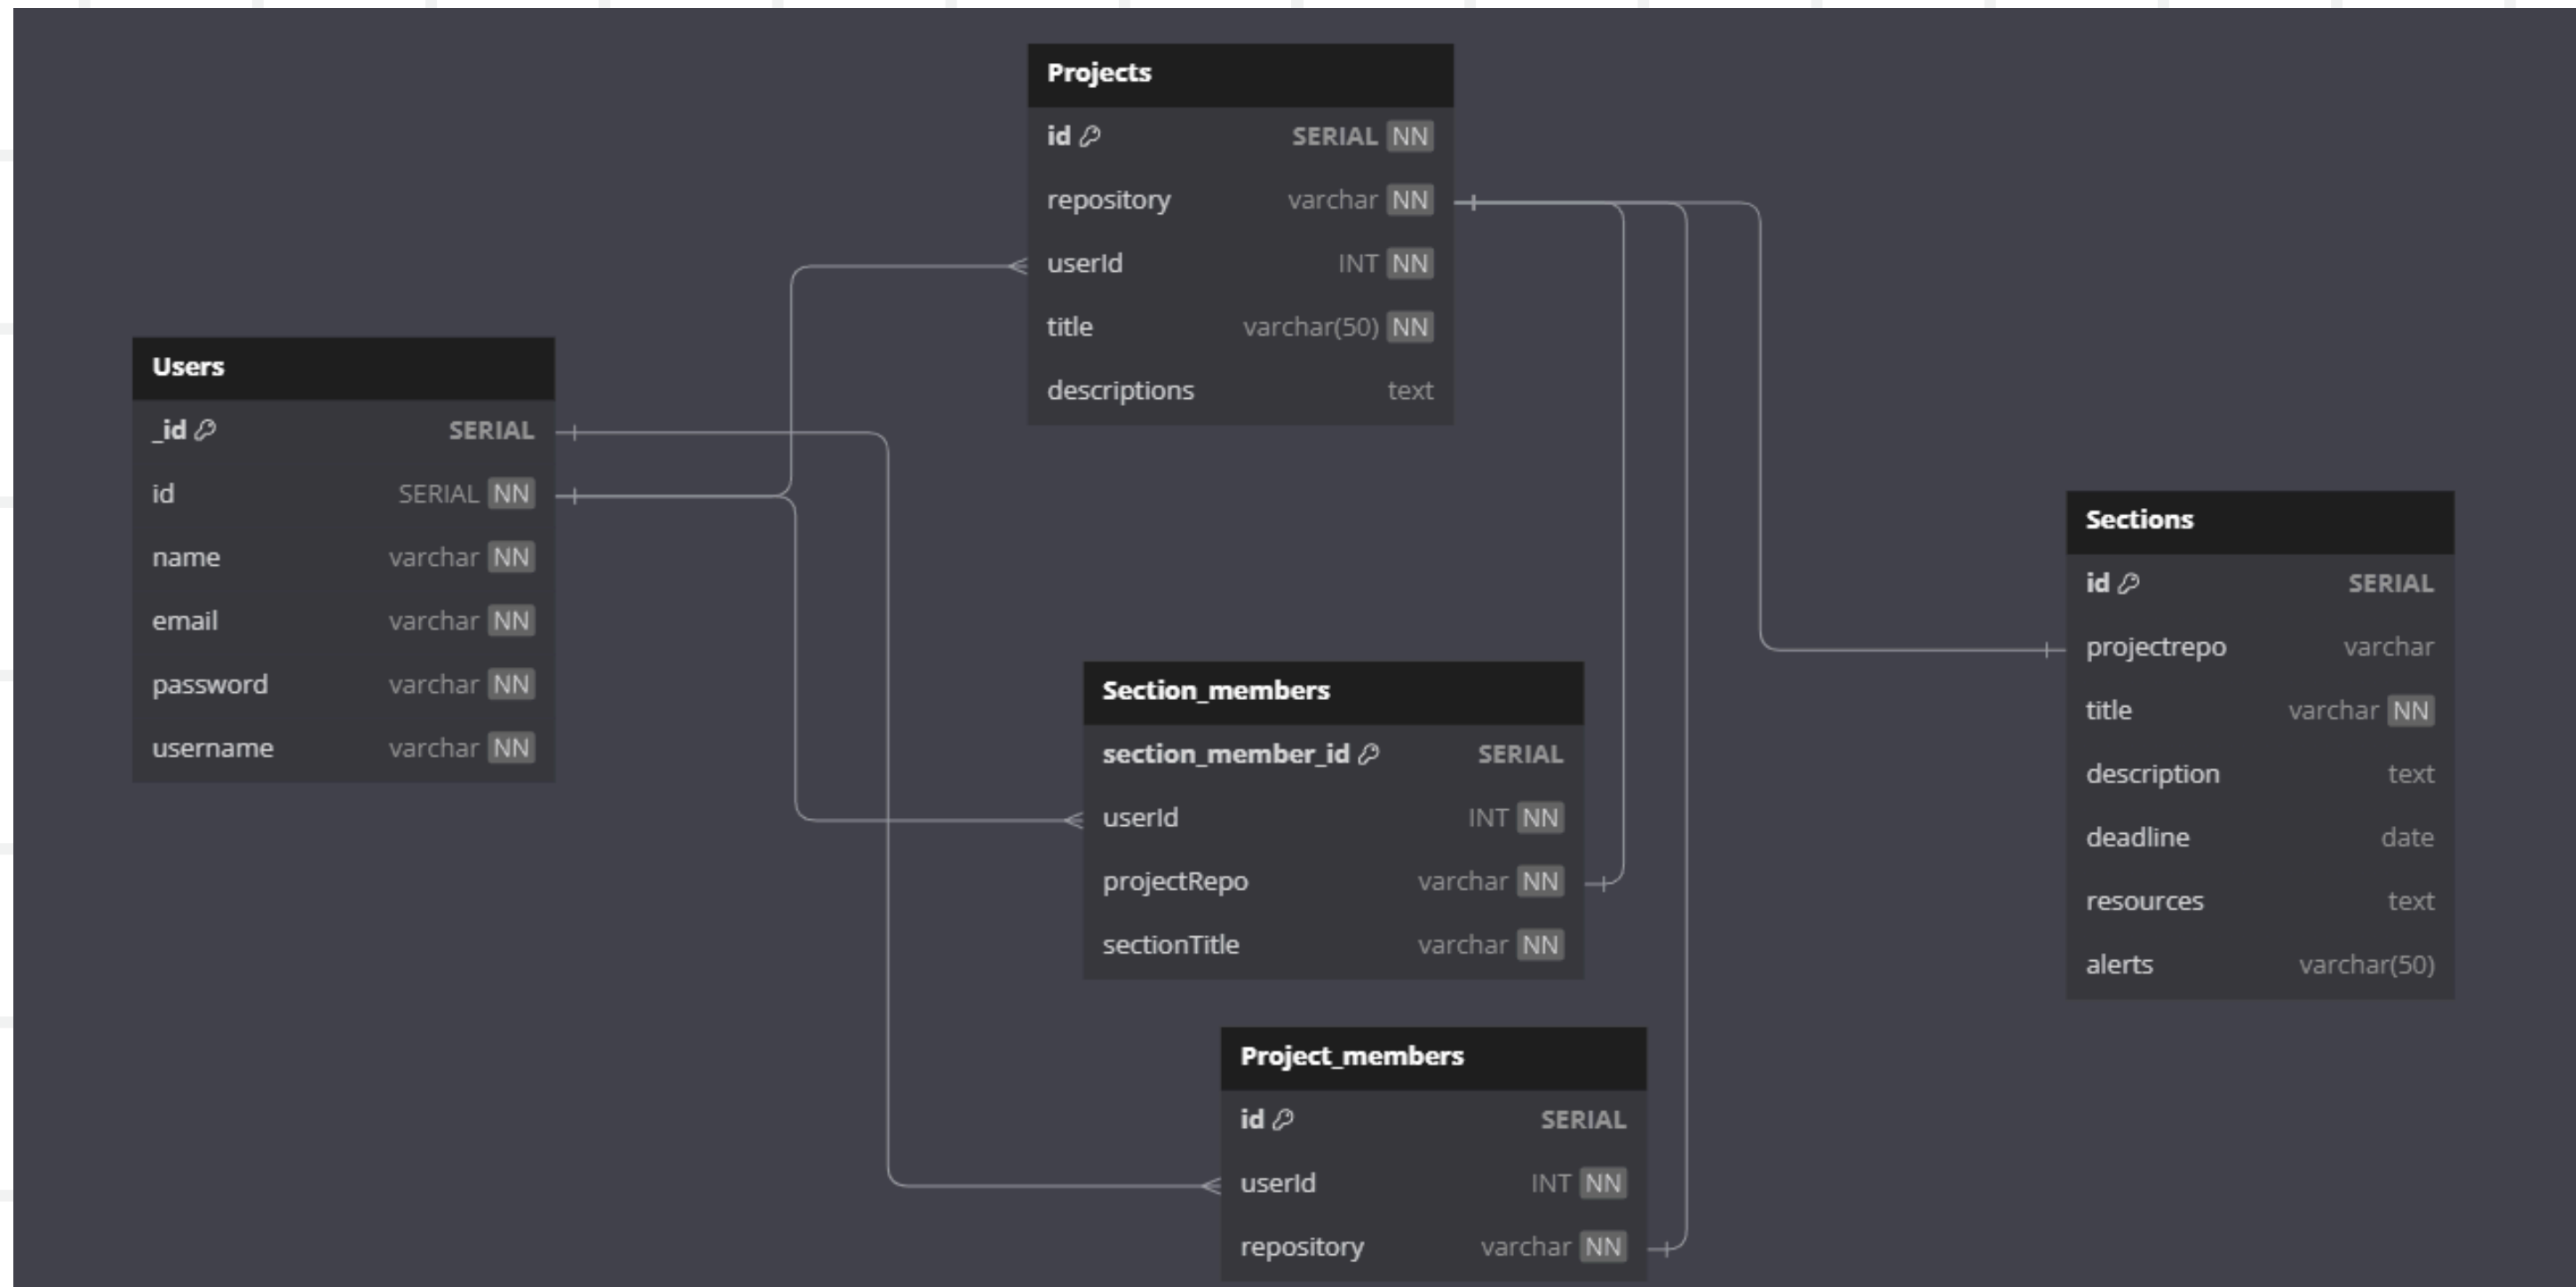 Projects
id SERIAL NN
repository varchar NN
userId INT NN
title varchar(50) NN
descriptions text
Users
_id SERIAL
id SERIAL NN
name varchar NN
email varchar NN
password varchar NN
username varchar NN
Sections
id SERIAL
projectrepo varchar
title varchar NN
description text
deadline date
resources text
alerts varchar(50)
Section_members
section_member_id SERIAL
userId INT NN
projectRepo varchar NN
sectionTitle varchar NN
Project_members
id SERIAL
userId INT NN
repository varchar NN